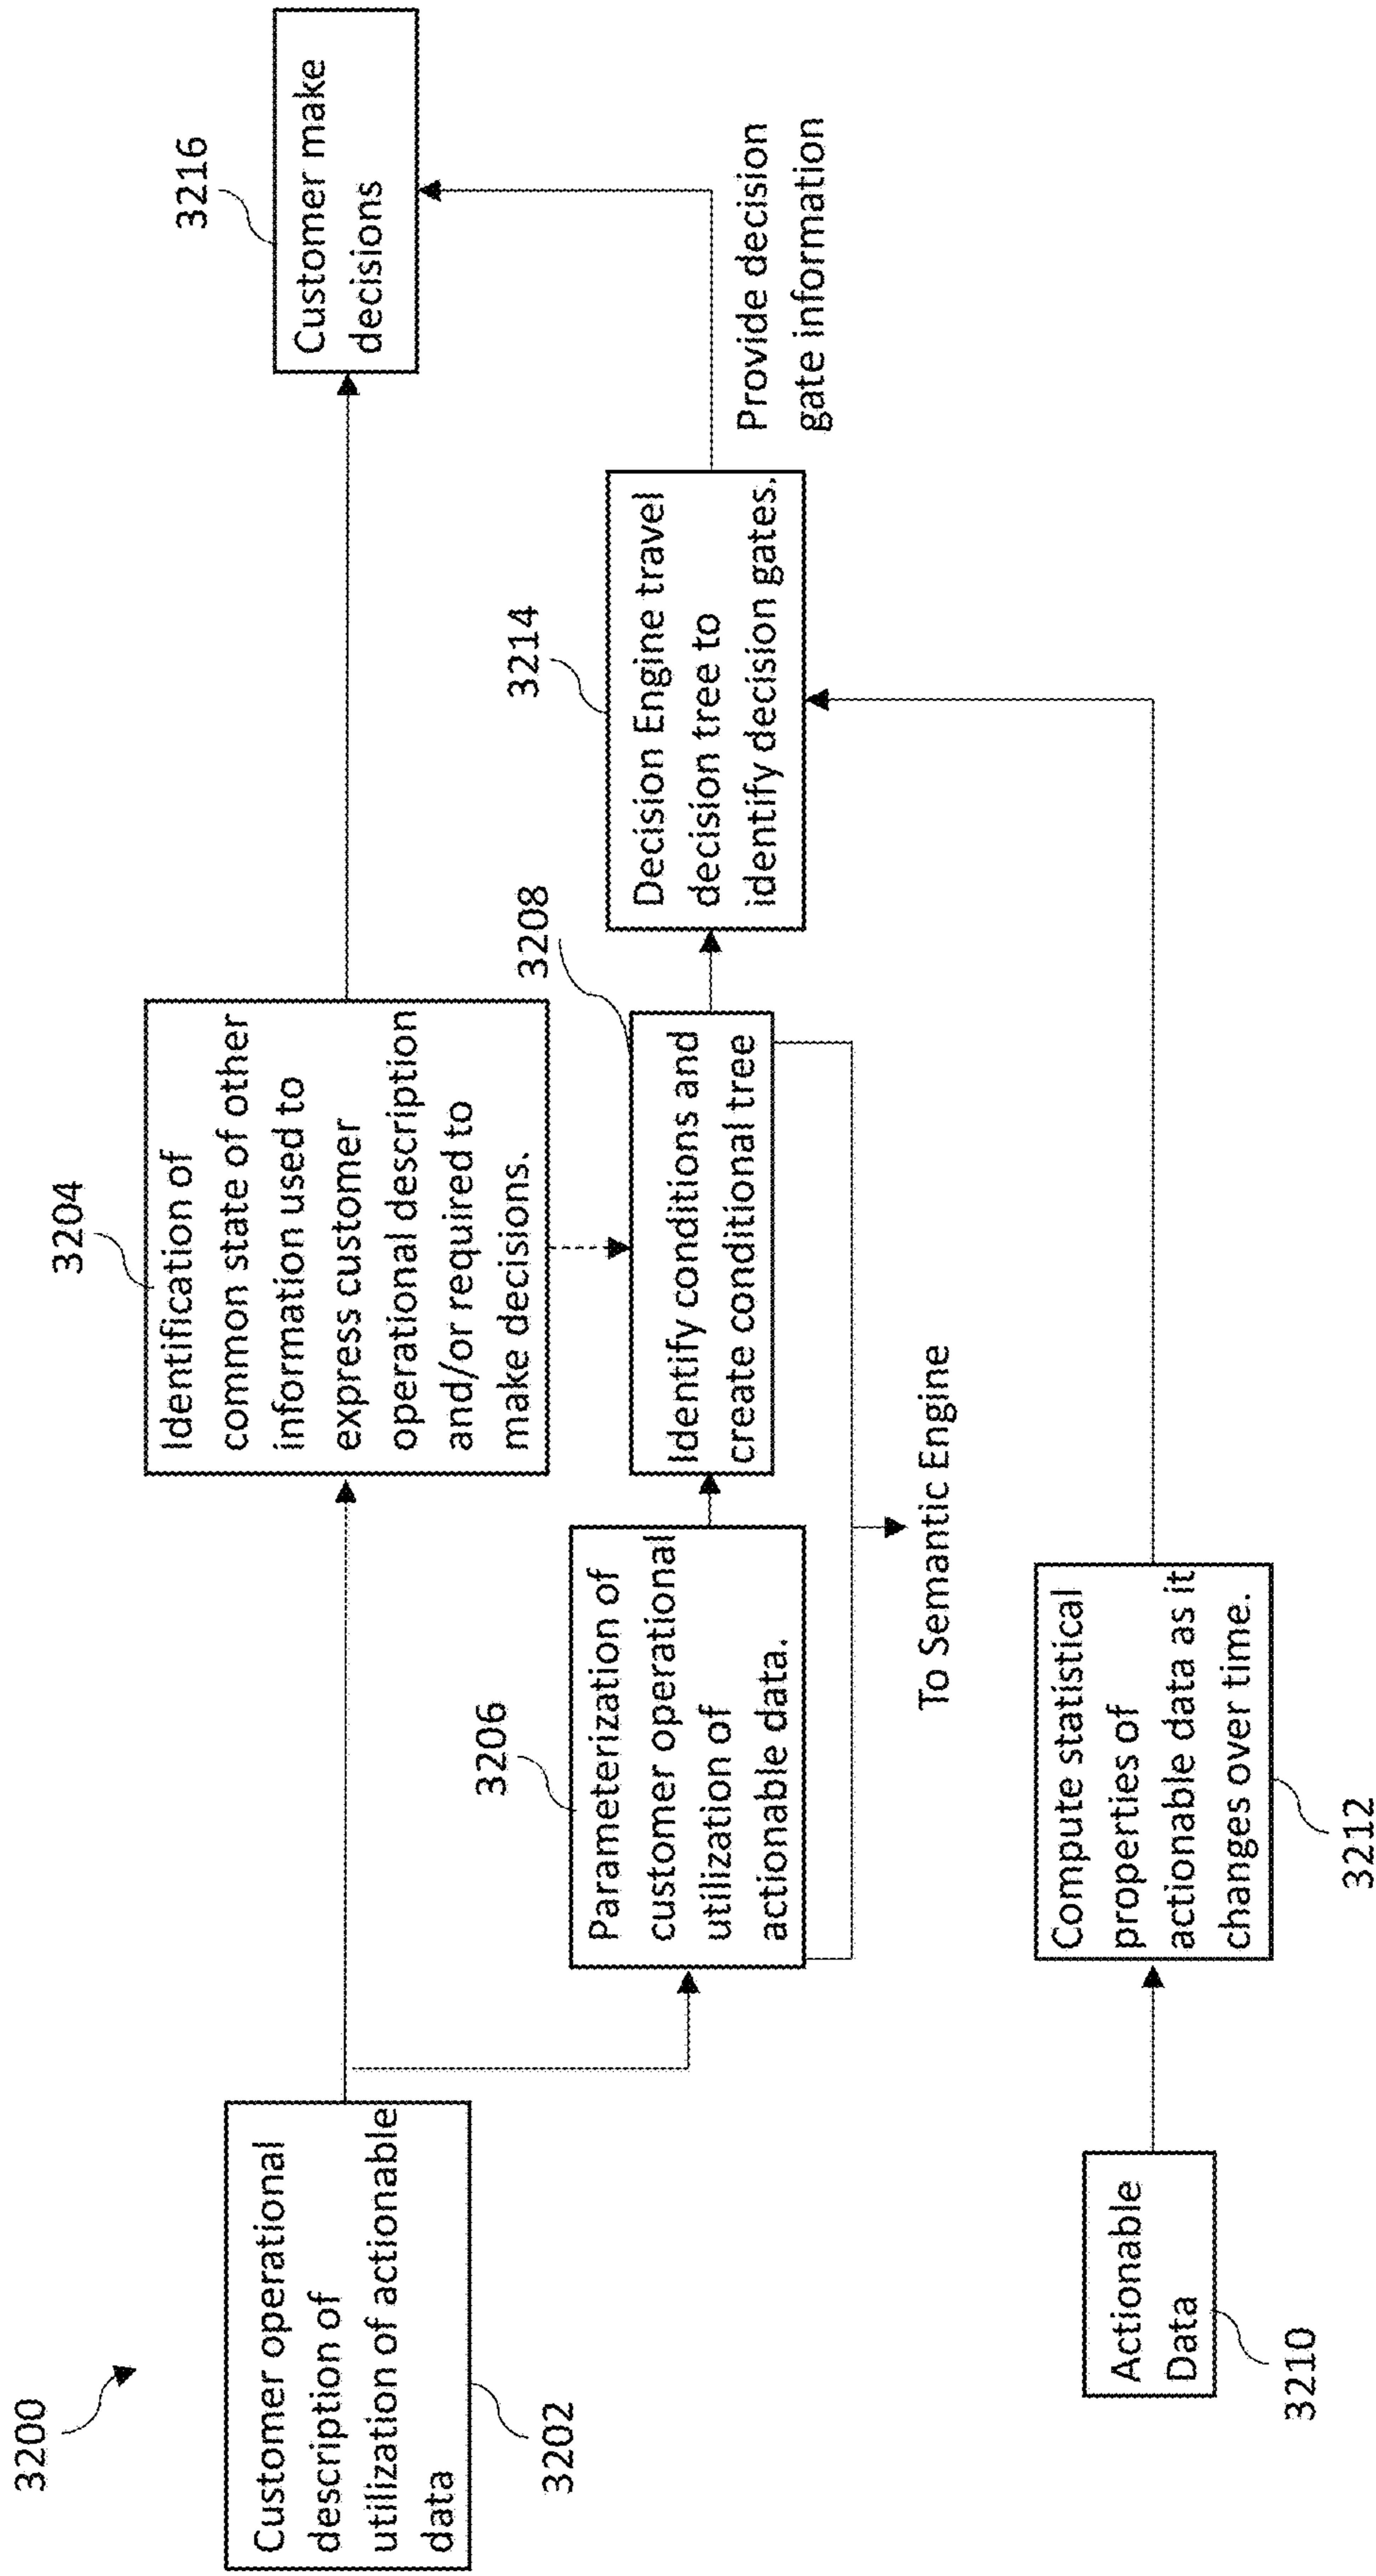 3200
Customer operational
description of
utilization of actionable
data
3202
3204
Identification of
common state of other
information used to
express customer
operational description
and/or required to
make decisions.
3206
Parameterization of
customer operational
utilization of
actionable data.
3208
Identify conditions and
create conditional tree
To Semantic Engine
3210
Actionable
Data
Compute statistical
properties of
actionable data as it
changes over time.
3212
3214
Decision Engine travel
decision tree to
identify decision gates.
Provide decision
gate information
3216
Customer make
decisions